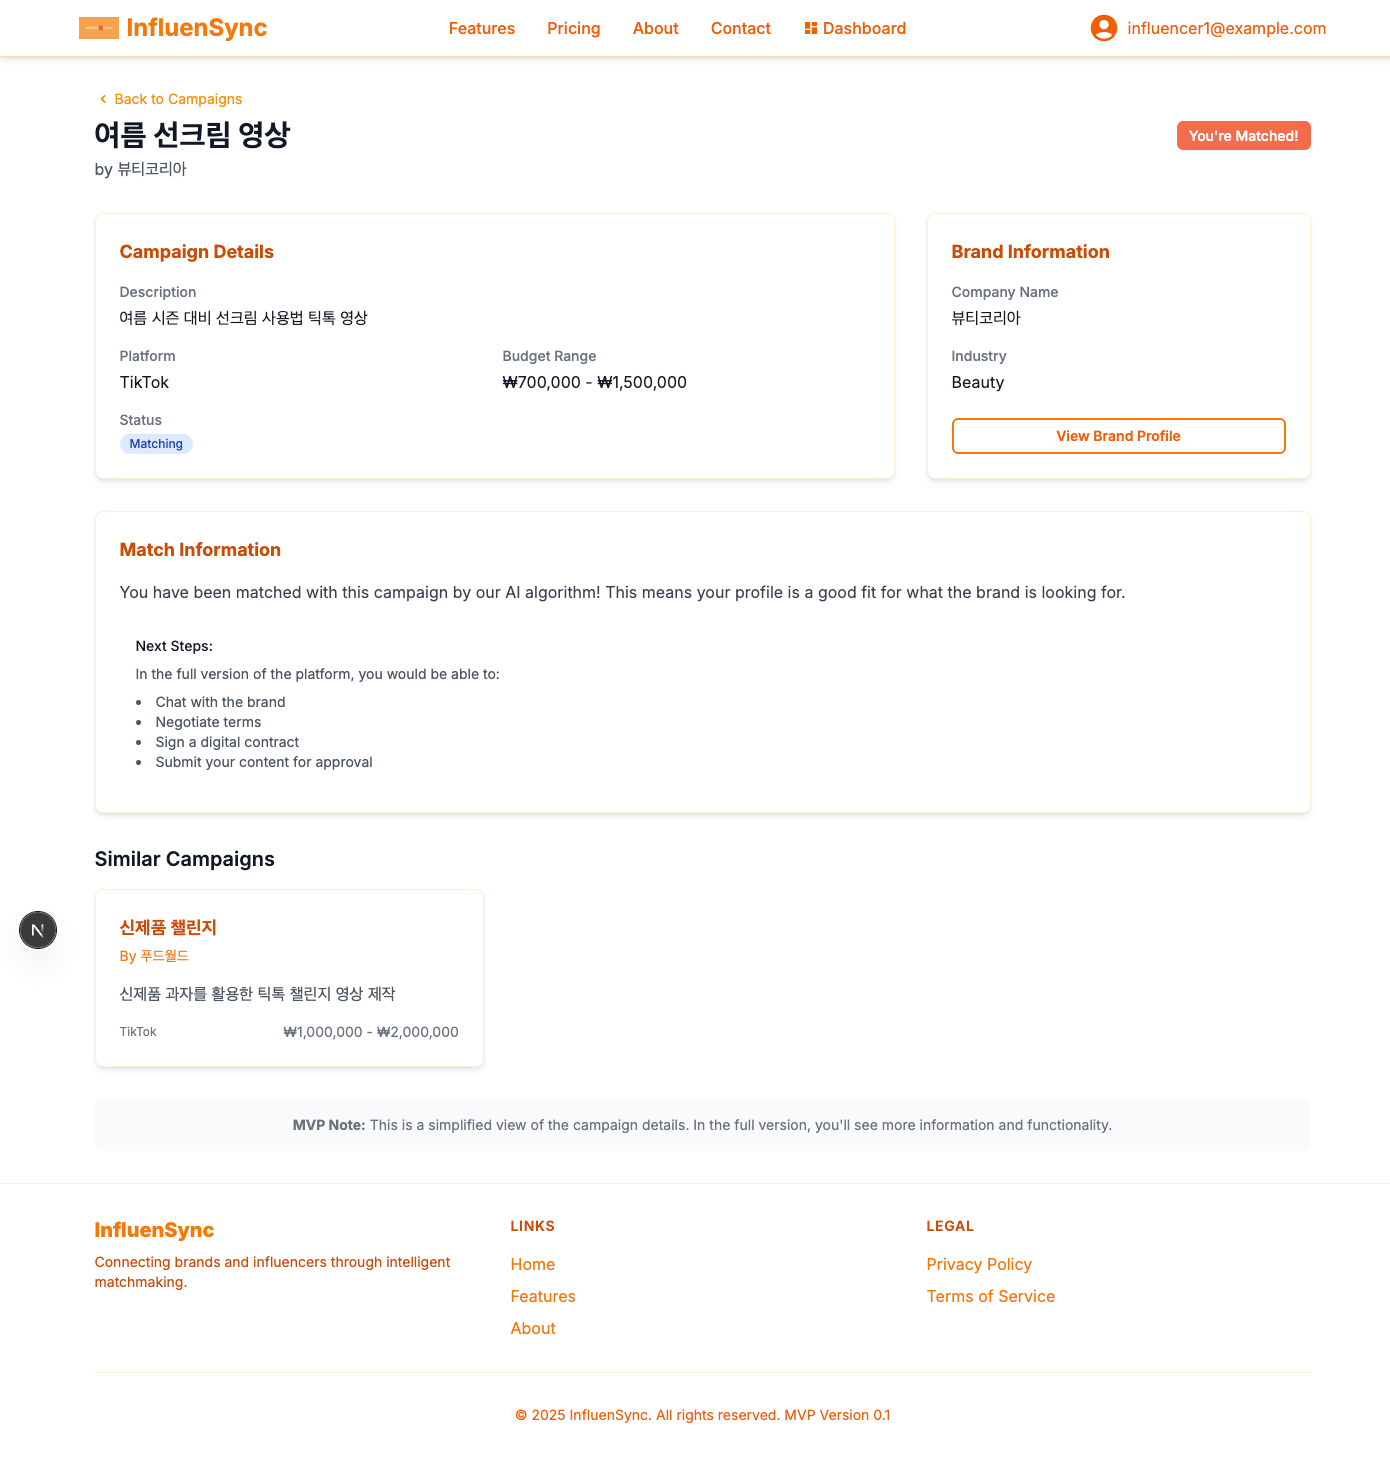 InfluenSync
Features
Pricing
About
Contact
Dashboard
influencer1@example.com
Back to Campaigns
여름 선크림 영상
You're Matched!
by 뷰티코리아
Campaign Details
Description
여름 시즌 대비 선크림 사용법 틱톡 영상
Platform
TikTok
Budget Range
₩700,000 - ₩1,500,000
Status
Matching
Brand Information
Company Name
뷰티코리아
Industry
Beauty
View Brand Profile
Match Information
You have been matched with this campaign by our AI algorithm! This means your profile is a good fit for what the brand is looking for.
Next Steps:
In the full version of the platform, you would be able to:
Chat with the brand
Negotiate terms
Sign a digital contract
Submit your content for approval
Similar Campaigns
신제품 챌린지
By 푸드월드
신제품 과자를 활용한 틱톡 챌린지 영상 제작
TikTok
₩1,000,000 - ₩2,000,000
N
MVP Note: This is a simplified view of the campaign details. In the full version, you'll see more information and functionality.
InfluenSync
Connecting brands and influencers through intelligent
matchmaking.
LINKS
Home
Features
About
LEGAL
Privacy Policy
Terms of Service
© 2025 InfluenSync. All rights reserved. MVP Version 0.1